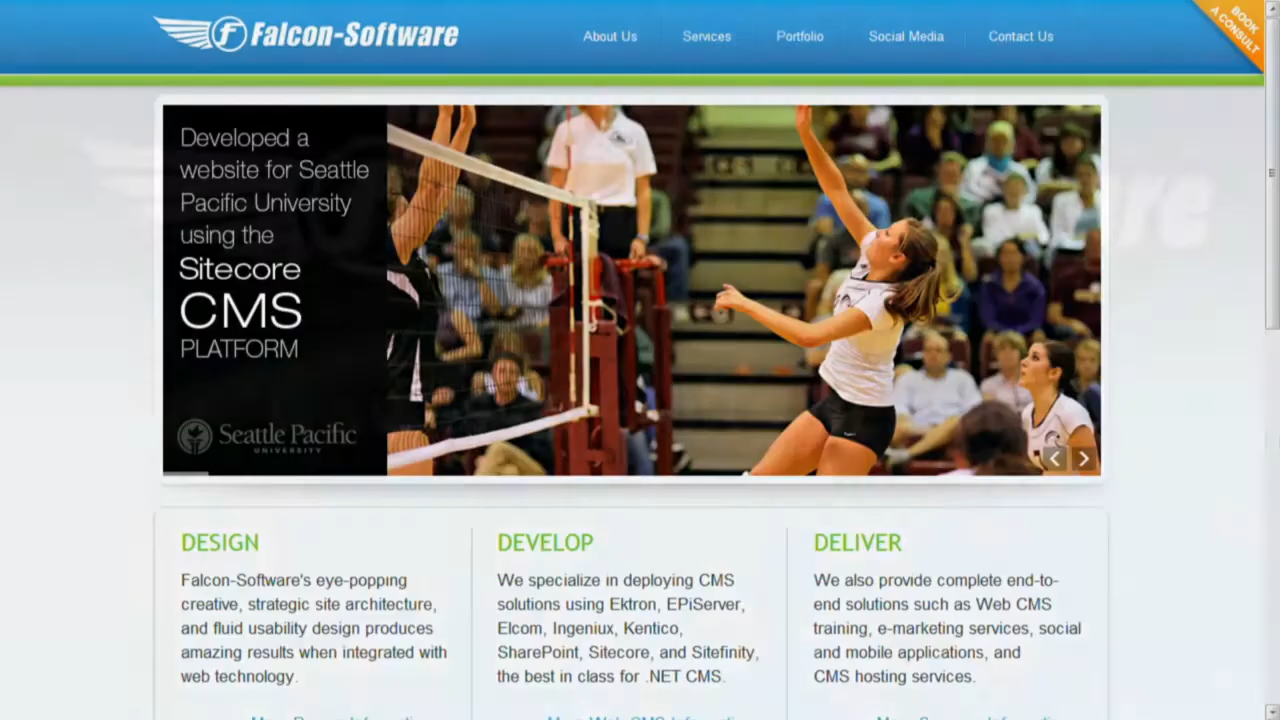 Falcon-Software
About Us
Services
Portfolio
Social Media
Contact Us
BOOK
A CONSULT
Developed a
website for Seattle
Pacific University
using the
Sitecore
CMS
PLATFORM
Seattle Pacific
UNIVERSITY
DESIGN
Falcon-Software's eye-popping
creative, strategic site architecture,
and fluid usability design produces
amazing results when integrated with
web technology.
DEVELOP
We specialize in deploying CMS
solutions using Ektron, EPiServer,
Elcom, Ingeniux, Kentico,
SharePoint, Sitecore, and Sitefinity,
the best in class for .NET CMS.
DELIVER
We also provide complete end-to-
end solutions such as Web CMS
training, e-marketing services, social
and mobile applications, and
CMS hosting services.